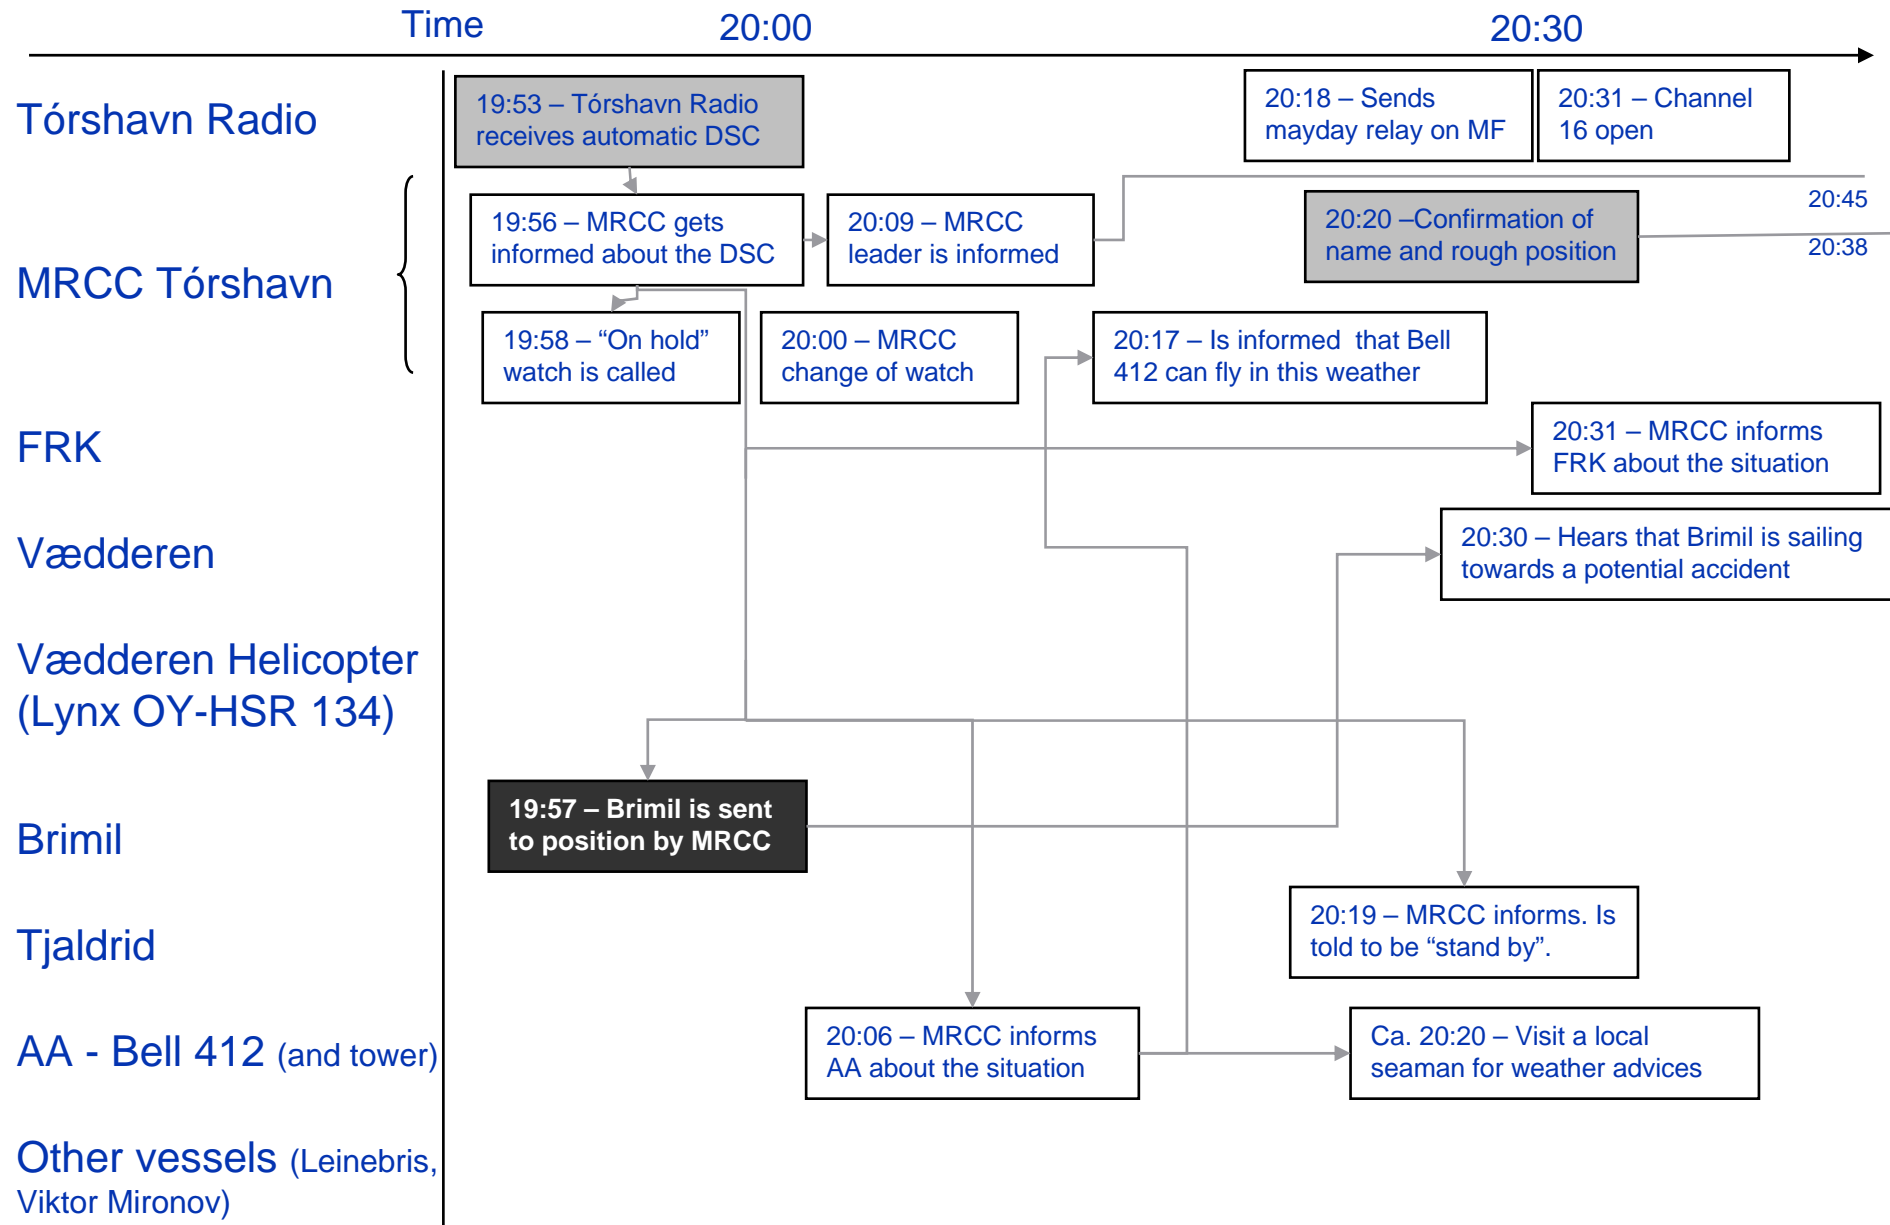 Time
20:00
20:30
Tórshavn Radio
19:53 – Tórshavn Radio
receives automatic DSC
20:18 – Sends
mayday relay on MF
20:31 – Channel
16 open
MRCC Tórshavn
19:56 – MRCC gets
informed about the DSC
20:09 – MRCC
leader is informed
20:20 –Confirmation of
name and rough position
20:45
20:38
19:58 – “On hold”
watch is called
20:00 – MRCC
change of watch
20:17 – Is informed  that Bell
412 can fly in this weather
FRK
20:31 – MRCC informs
FRK about the situation
Vædderen
20:30 – Hears that Brimil is sailing
towards a potential accident
Vædderen Helicopter
(Lynx OY-HSR 134)
Brimil
19:57 – Brimil is sent
to position by MRCC
Tjaldrid
20:19 – MRCC informs. Is
told to be “stand by”.
AA - Bell 412 (and tower)
20:06 – MRCC informs
AA about the situation
Ca. 20:20 – Visit a local
seaman for weather advices
Other vessels (Leinebris,
Viktor Mironov)